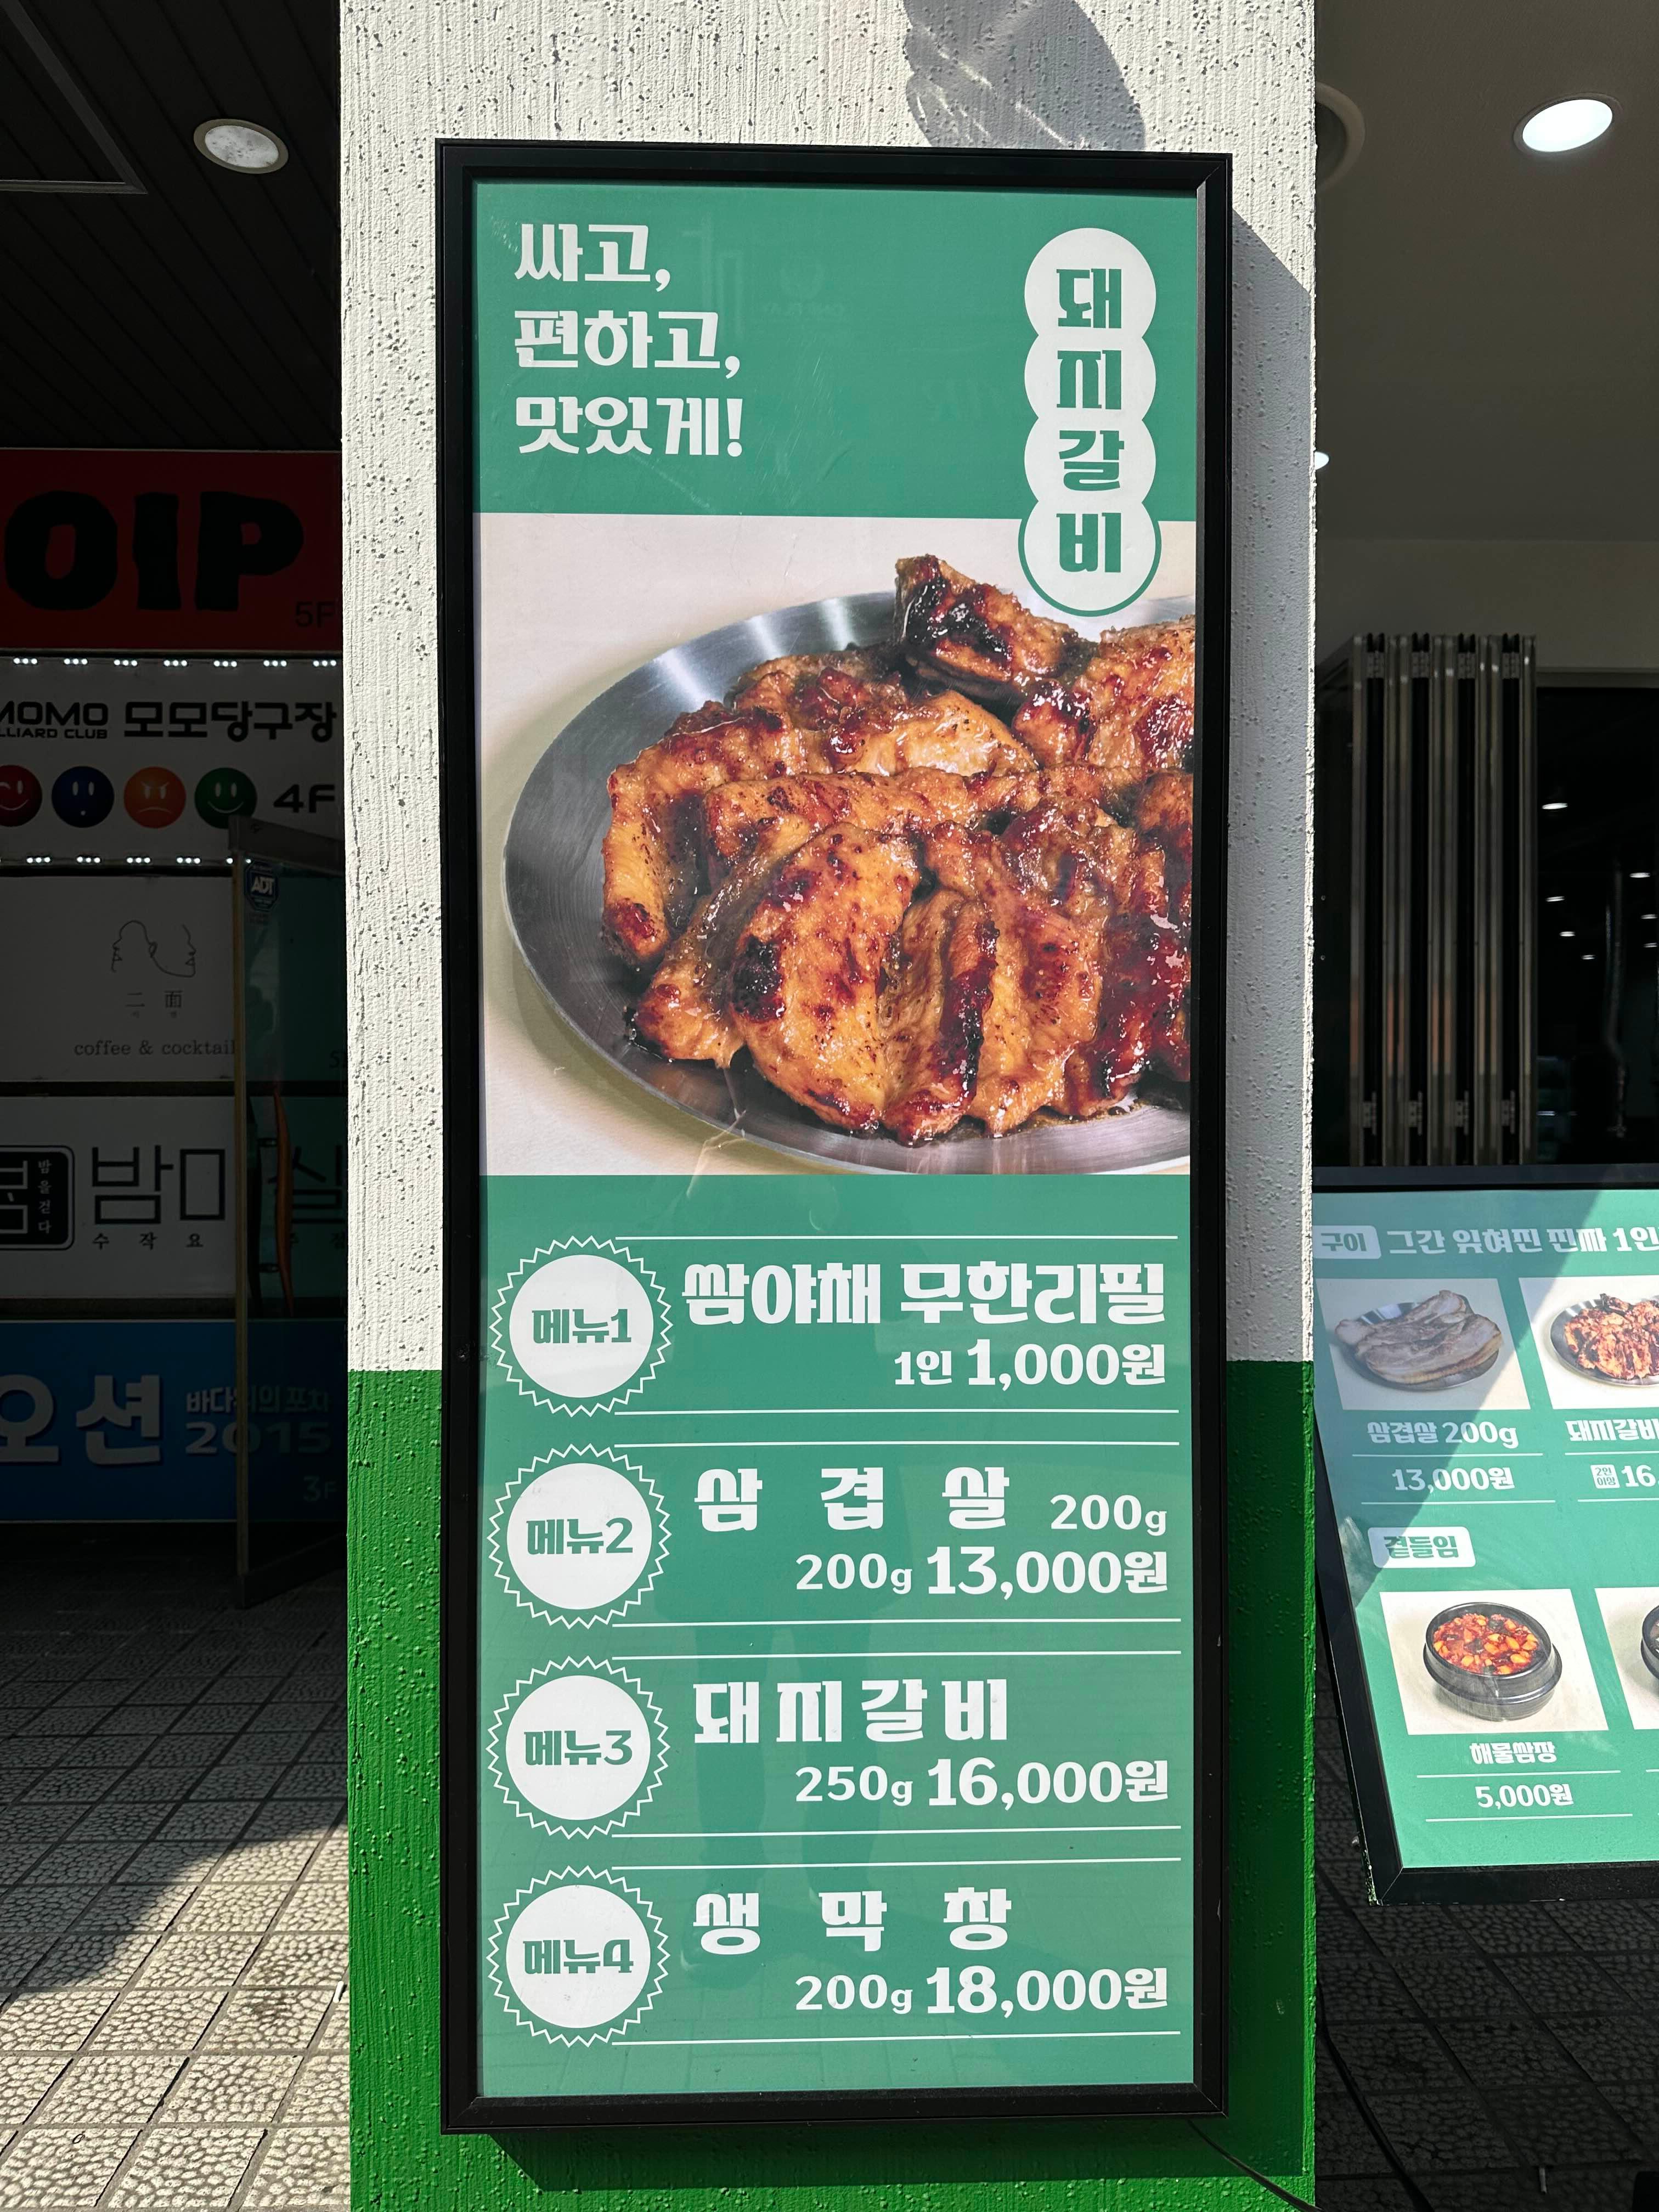 싸고,
편하고,
맛있게!
돼지갈비
메뉴1
쌈야채 무한리필
1인 1,000원
메뉴2
삼겹살 200g
200g 13,000원
메뉴3
돼지갈비
250g 16,000원
메뉴4
생막창
200g 18,000원
OIP
5F
MOMO 모모당구장
CLUB
4F
ADT
二面
coffee & cocktail
밤을걷다
수작요
오션
바다위의포차
2015
3F
구이 그간 잊혀진 진짜 1인
삼겹살 200g
13,000원
돼지갈비
2인이상 16,
곁들임
해물쌈장
5,000원